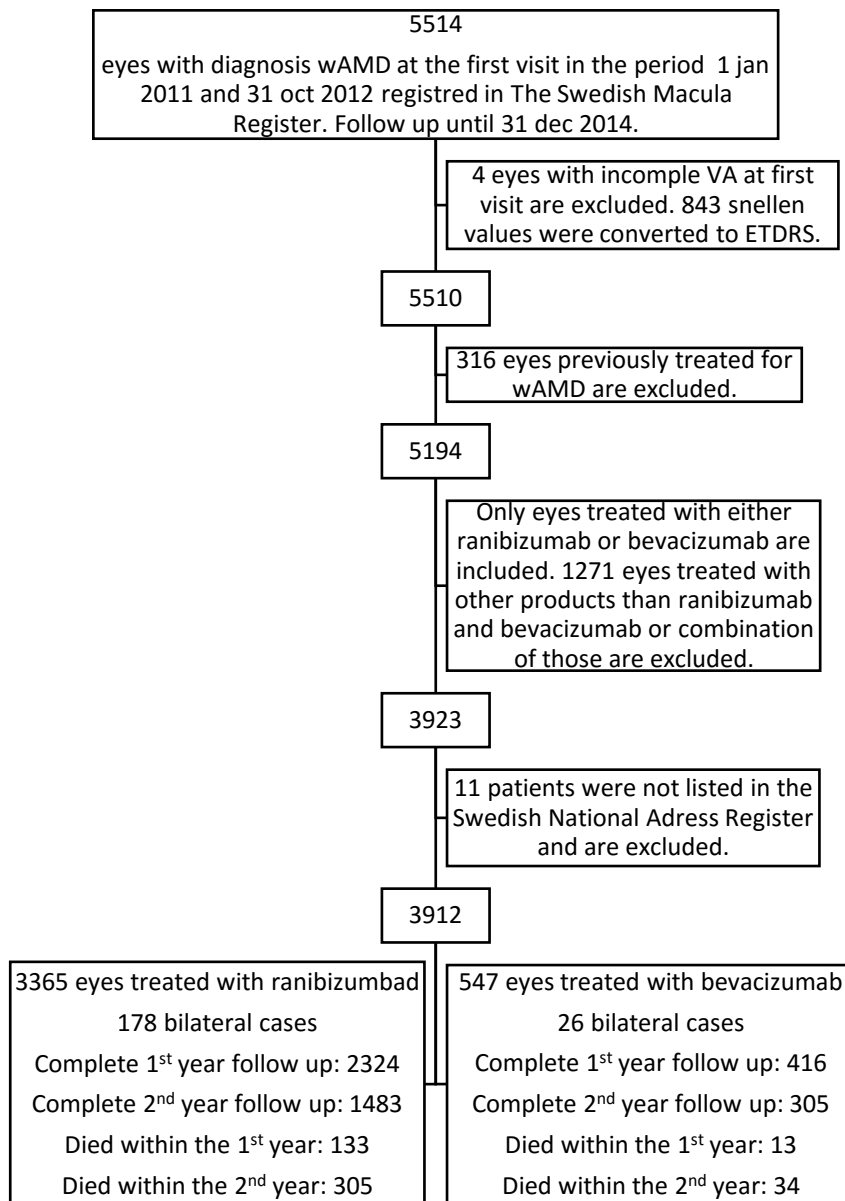 5514
eyes with diagnosis wAMD at the first visit in the period 1 jan
2011 and 31 oct 2012 registred in The Swedish Macula
Register. Follow up until 31 dec 2014.
4 eyes with incomple VA at first
visit are excluded. 843 snellen
values were converted to ETDRS.
5510
316 eyes previously treated for
wAMD are excluded.
5194
Only eyes treated with either
ranibizumab or bevacizumab are
included. 1271 eyes treated with
other products than ranibizumab
and bevacizumab or combination
of those are excluded.
3923
11 patients were not listed in the
Swedish National Adress Register
and are excluded.
3912
3365 eyes treated with ranibizumbad
178 bilateral cases
Complete 1st year follow up: 2324
Complete 2nd year follow up: 1483
Died within the 1st year: 133
Died within the 2nd year: 305
547 eyes treated with bevacizumab
26 bilateral cases
Complete 1st year follow up: 416
Complete 2nd year follow up: 305
Died within the 1st year: 13
Died within the 2nd year: 34